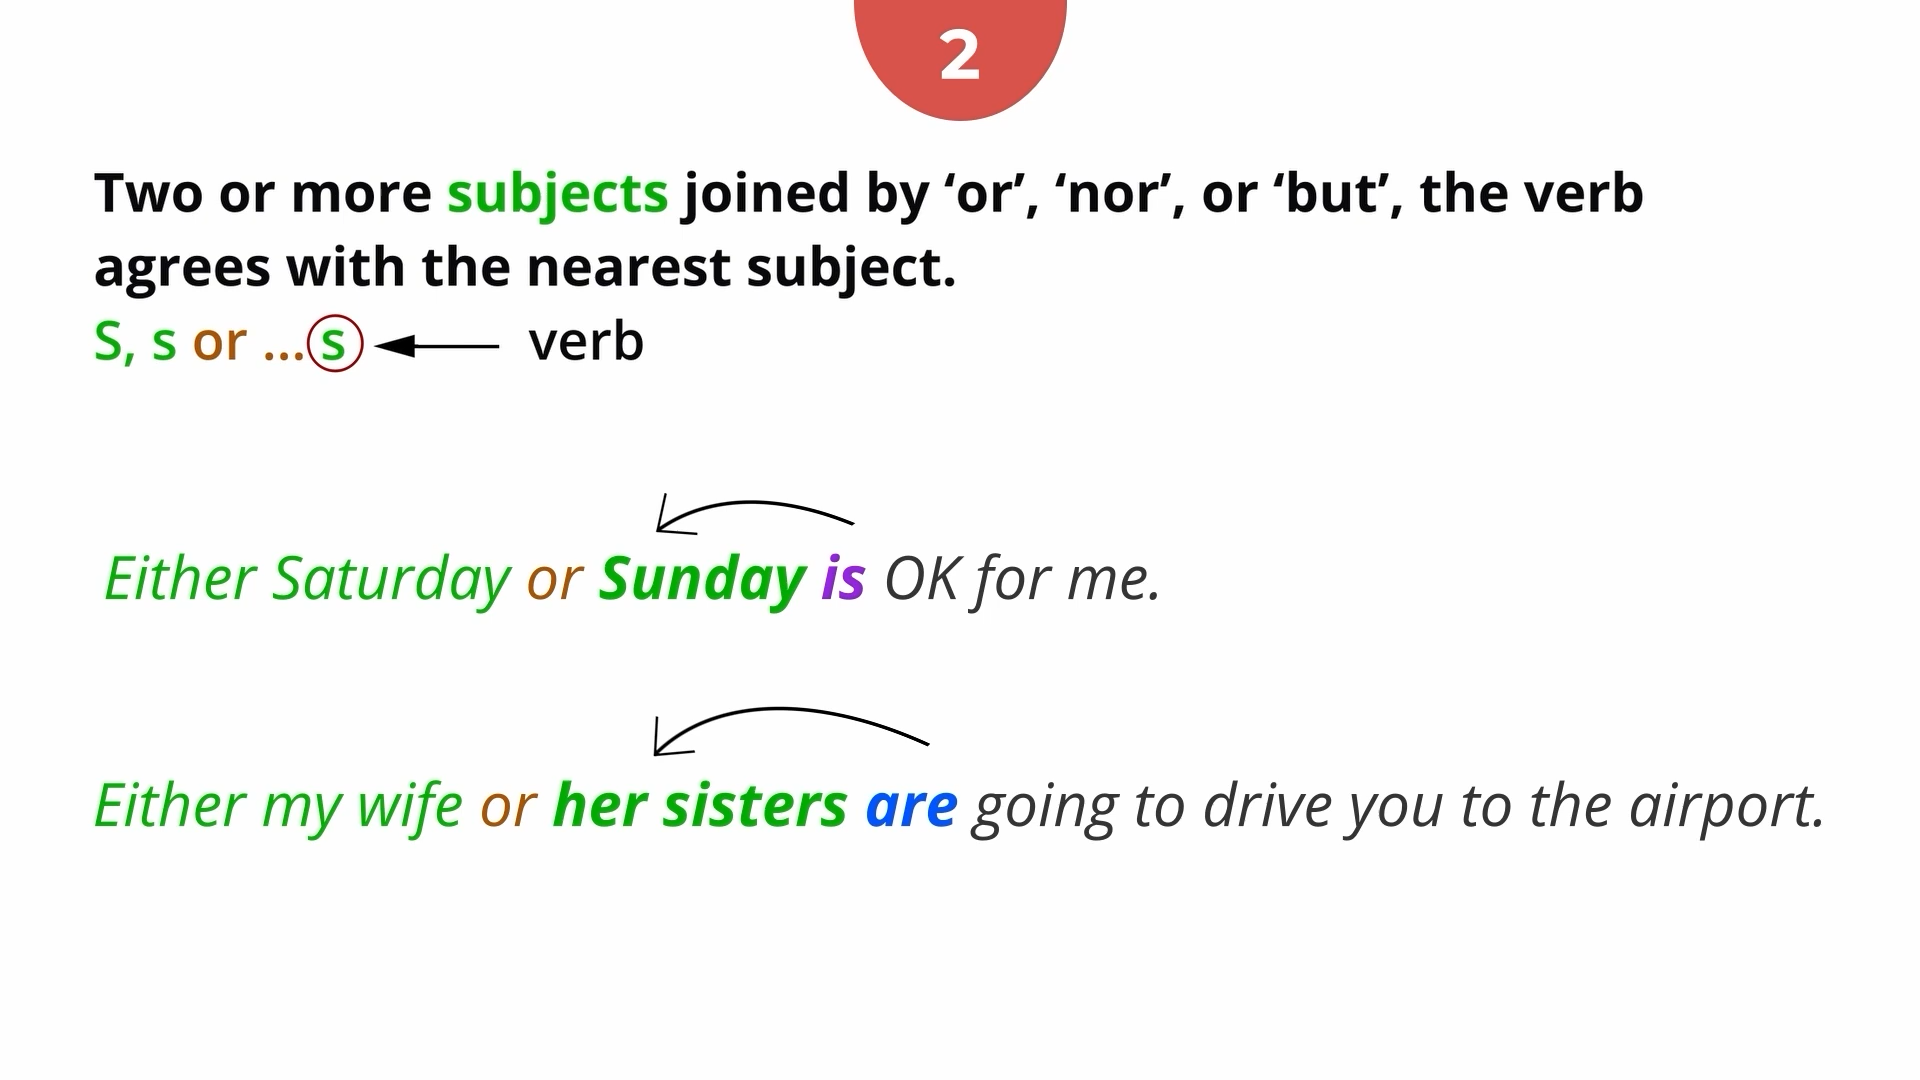 2
Two or more subjects joined by ‘or’, ‘nor’, or ‘but’, the verb
agrees with the nearest subject.
S, s or ...s verb
Either Saturday or Sunday is OK for me.
Either my wife or her sisters are going to drive you to the airport.